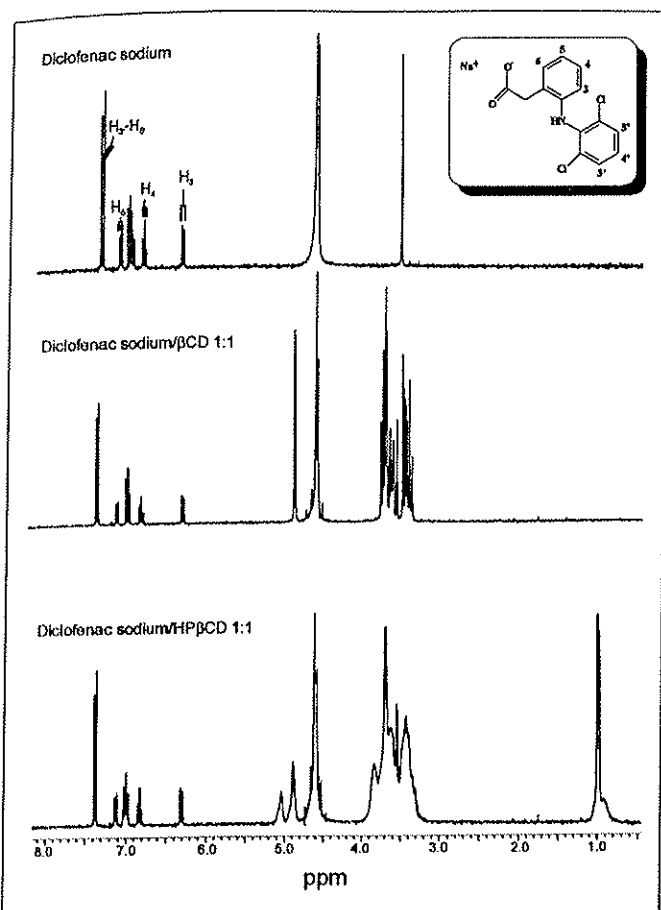 Diclofenac sodium
Na⁺
O⁻
O
HN
Cl
Cl
3
4
5
6
3'
4'
3'
H₃'-H₅'
H₆
H₄
H₃
Diclofenac sodium/βCD 1:1
Diclofenac sodium/HPβCD 1:1
8.0 7.0 6.0 5.0 4.0 3.0 2.0 1.0
ppm